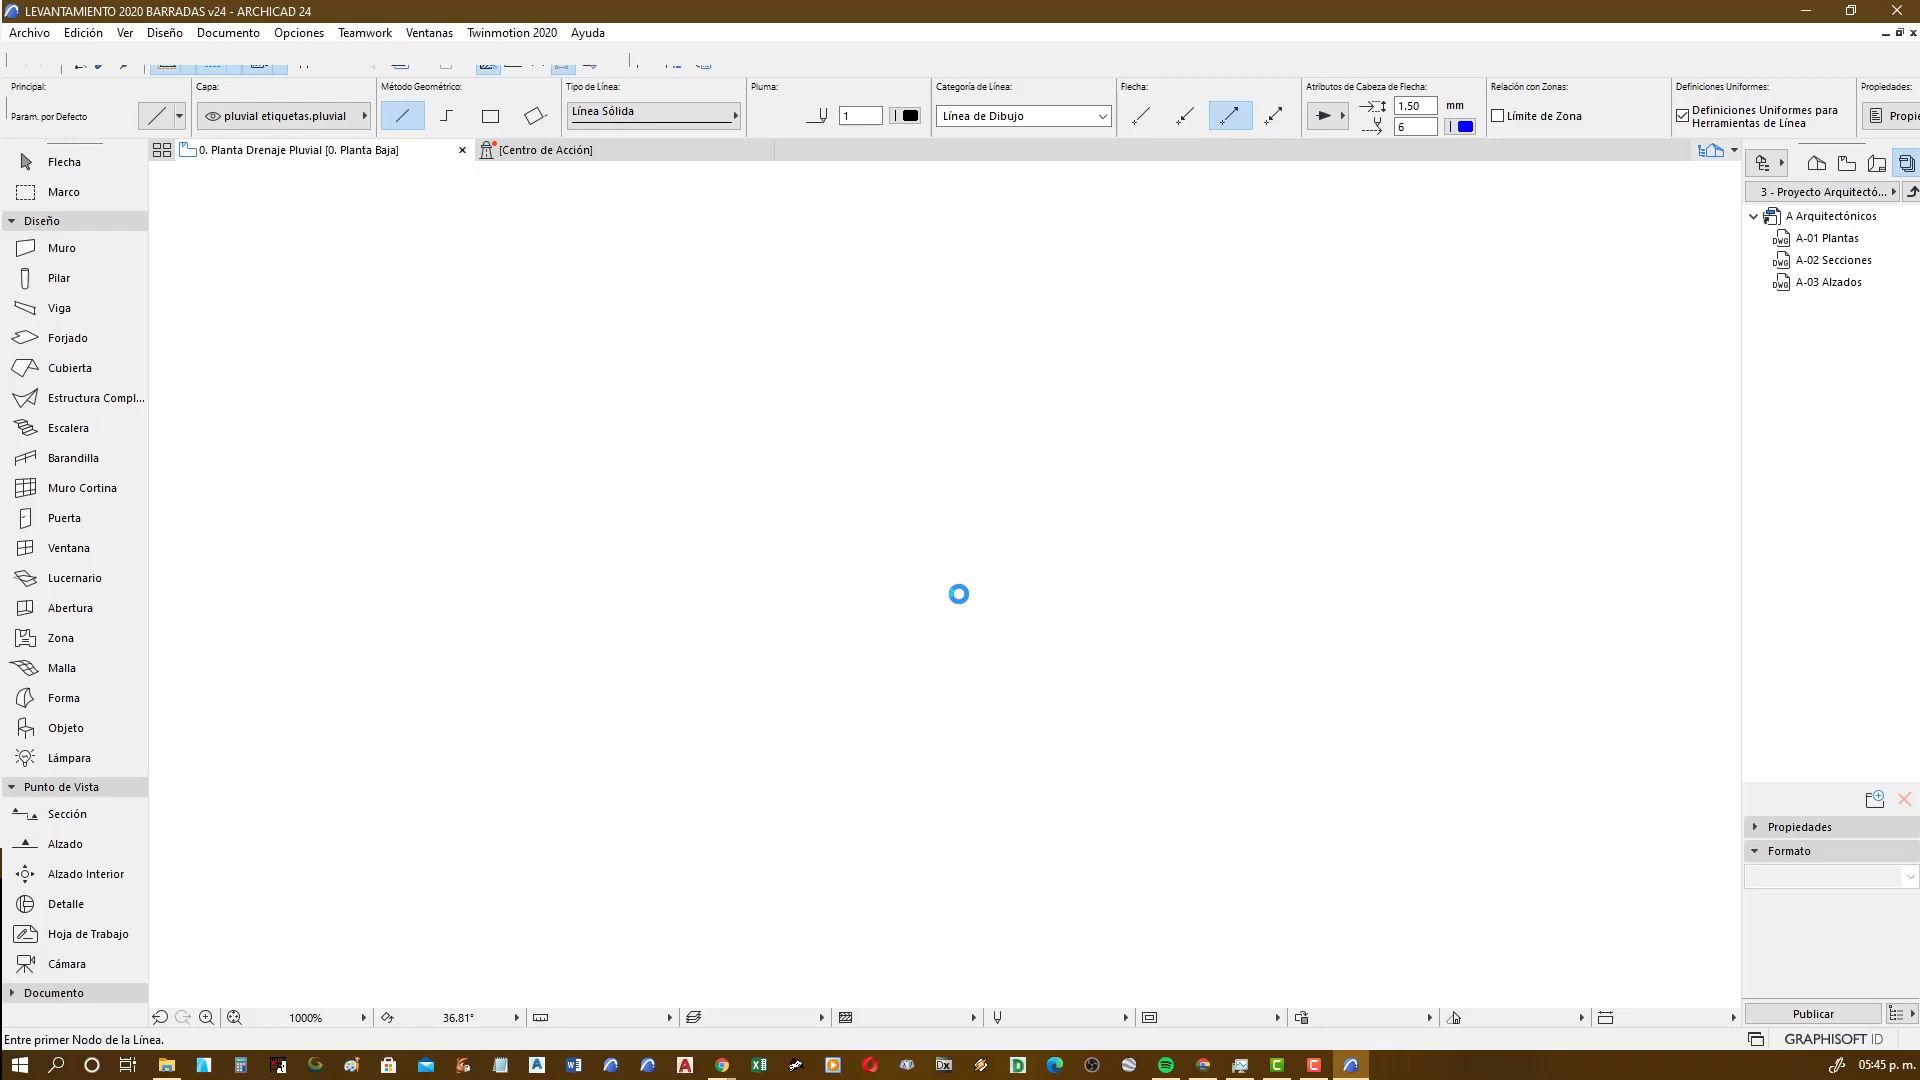 LEVANTAMIENTO 2020 BARRADAS v24 - ARCHICAD 24
Archivo Edición Ver Diseño Documento Opciones Teamwork Ventanas Twinmotion 2020 Ayuda
Principal: Capa: Método Geométrico: Tipo de Línea: Pluma: Categoría de Línea: Flecha: Atributos de Cabeza de Flecha: Relación con Zonas: Definiciones Uniformes: Propiedades:
Param. por Defecto pluvial etiquetas.pluvial Línea Sólida 1 Línea de Dibujo 1.50 mm 6 Límite de Zona Definiciones Uniformes para Herramientas de Línea Propie
0. Planta Drenaje Pluvial [0. Planta Baja] [Centro de Acción]
Flecha
Marco
Diseño
Muro
Pilar
Viga
Forjado
Cubierta
Estructura Compl...
Escalera
Barandilla
Muro Cortina
Puerta
Ventana
Lucernario
Abertura
Zona
Malla
Forma
Objeto
Lámpara
Punto de Vista
Sección
Alzado
Alzado Interior
Detalle
Hoja de Trabajo
Cámara
Documento
3 - Proyecto Arquitectó...
A Arquitectónicos
DWG A-01 Plantas
DWG A-02 Secciones
DWG A-03 Alzados
Propiedades
Formato
Publicar
1000% 36.81°
Entre primer Nodo de la Línea.
GRAPHISOFT ID
05:45 p. m.